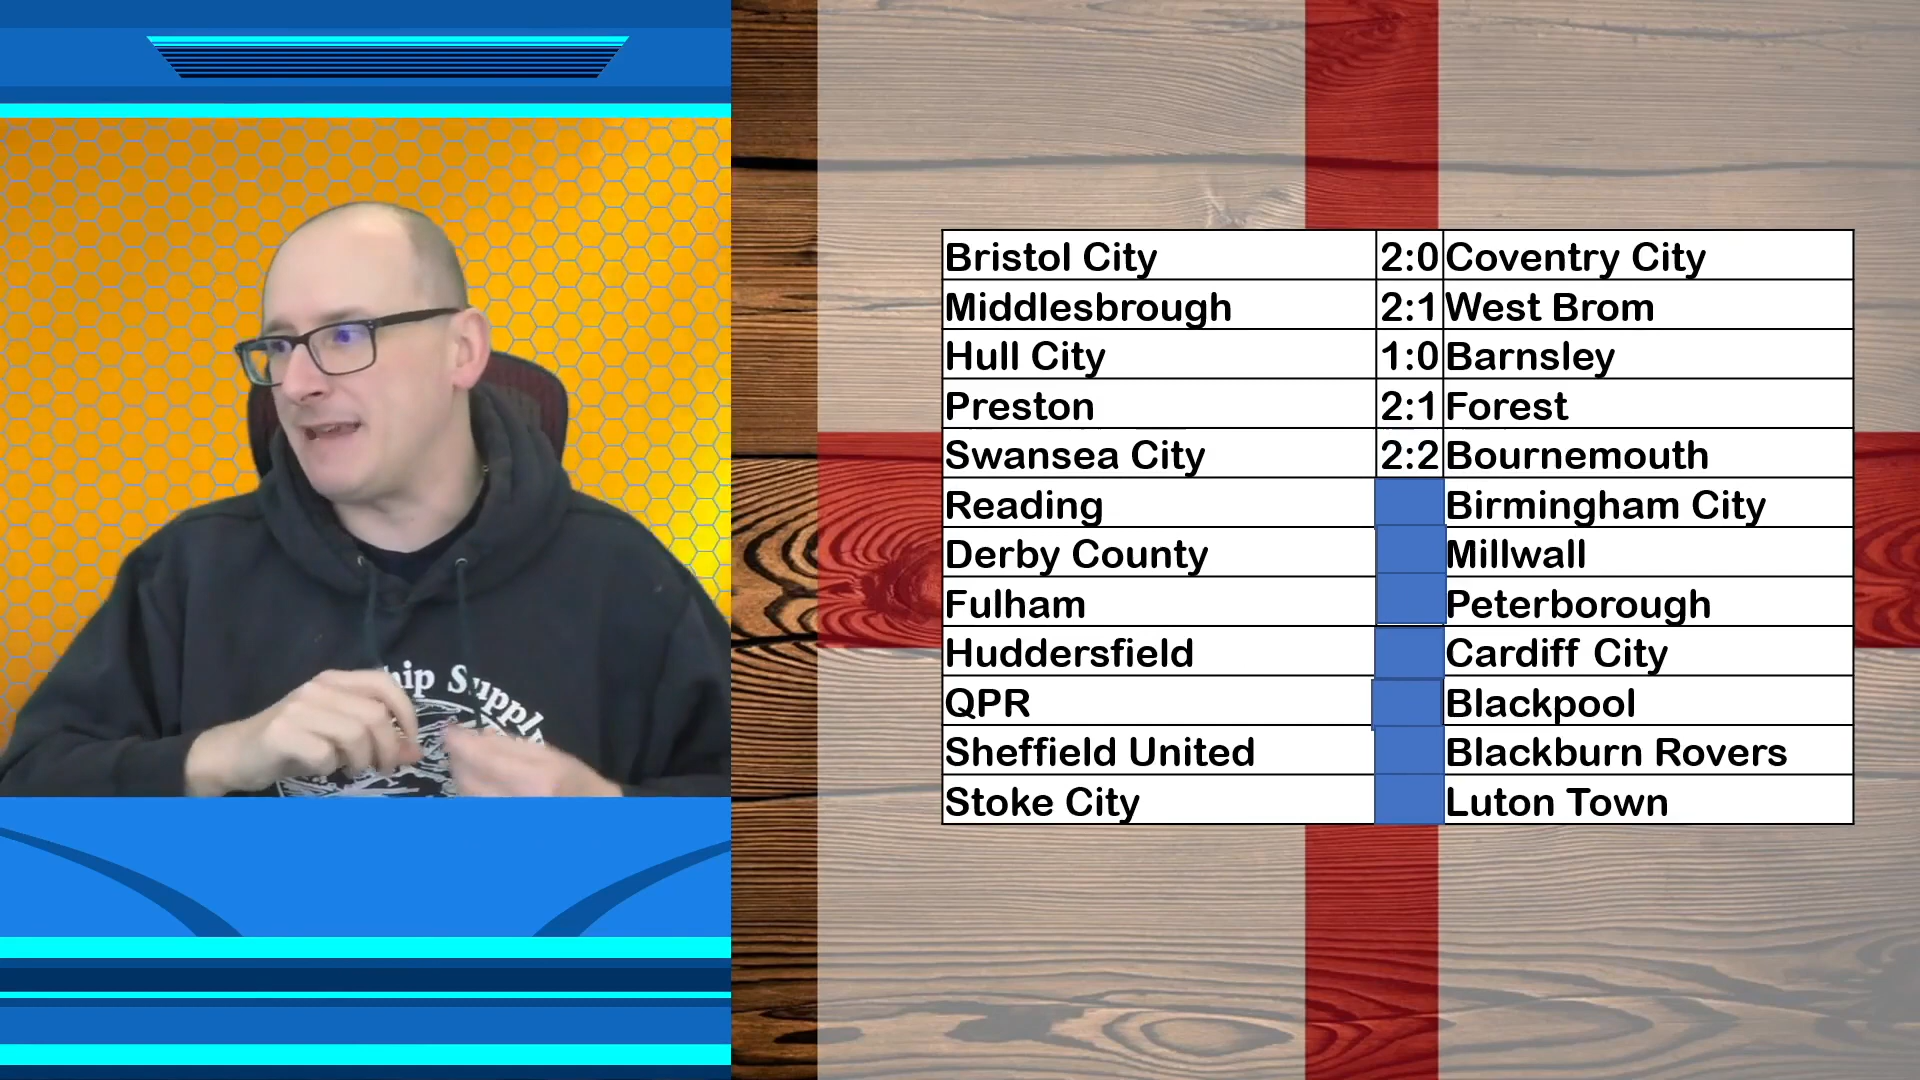 Bristol City 2:0 Coventry City
Middlesbrough 2:1 West Brom
Hull City 1:0 Barnsley
Preston 2:1 Forest
Swansea City 2:2 Bournemouth
Reading Birmingham City
Derby County Millwall
Fulham Peterborough
Huddersfield Cardiff City
QPR Blackpool
Sheffield United Blackburn Rovers
Stoke City Luton Town